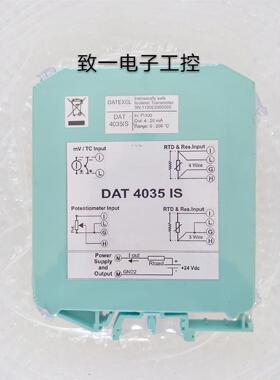 致一电子工控
DATEXEL
Intrinsically safe
Isolated Transmitter
DAT
4035IS
In: Pt100
Out: 4 .. 20 mA
Range: 0..200 °C
mV / TC Input
RTD & Res.Input
I
L
G
H
I
L
G
H
4 Wire
DAT 4035 IS
Potentiometer Input
RTD & Res.Input
I
L
G
H
I
L
G
H
3 Wire
Power
Supply
and
Output
N
M
I out
Rload
GND2
+24 Vdc